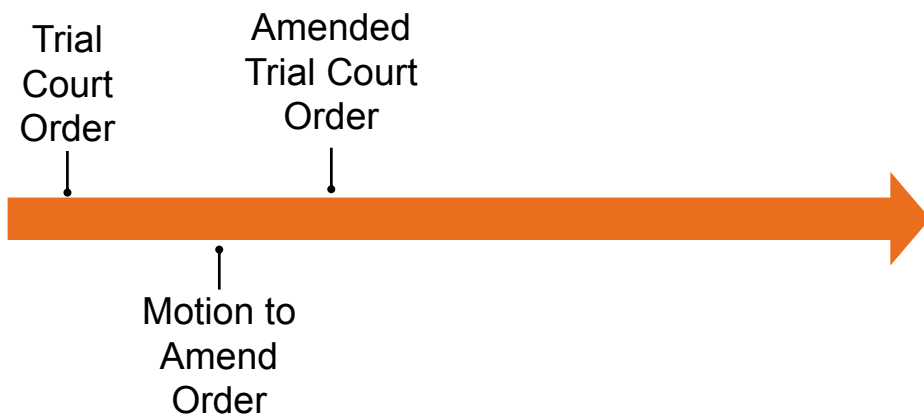 Trial
Court
Order
Amended
Trial Court
Order
Motion to
Amend
Order